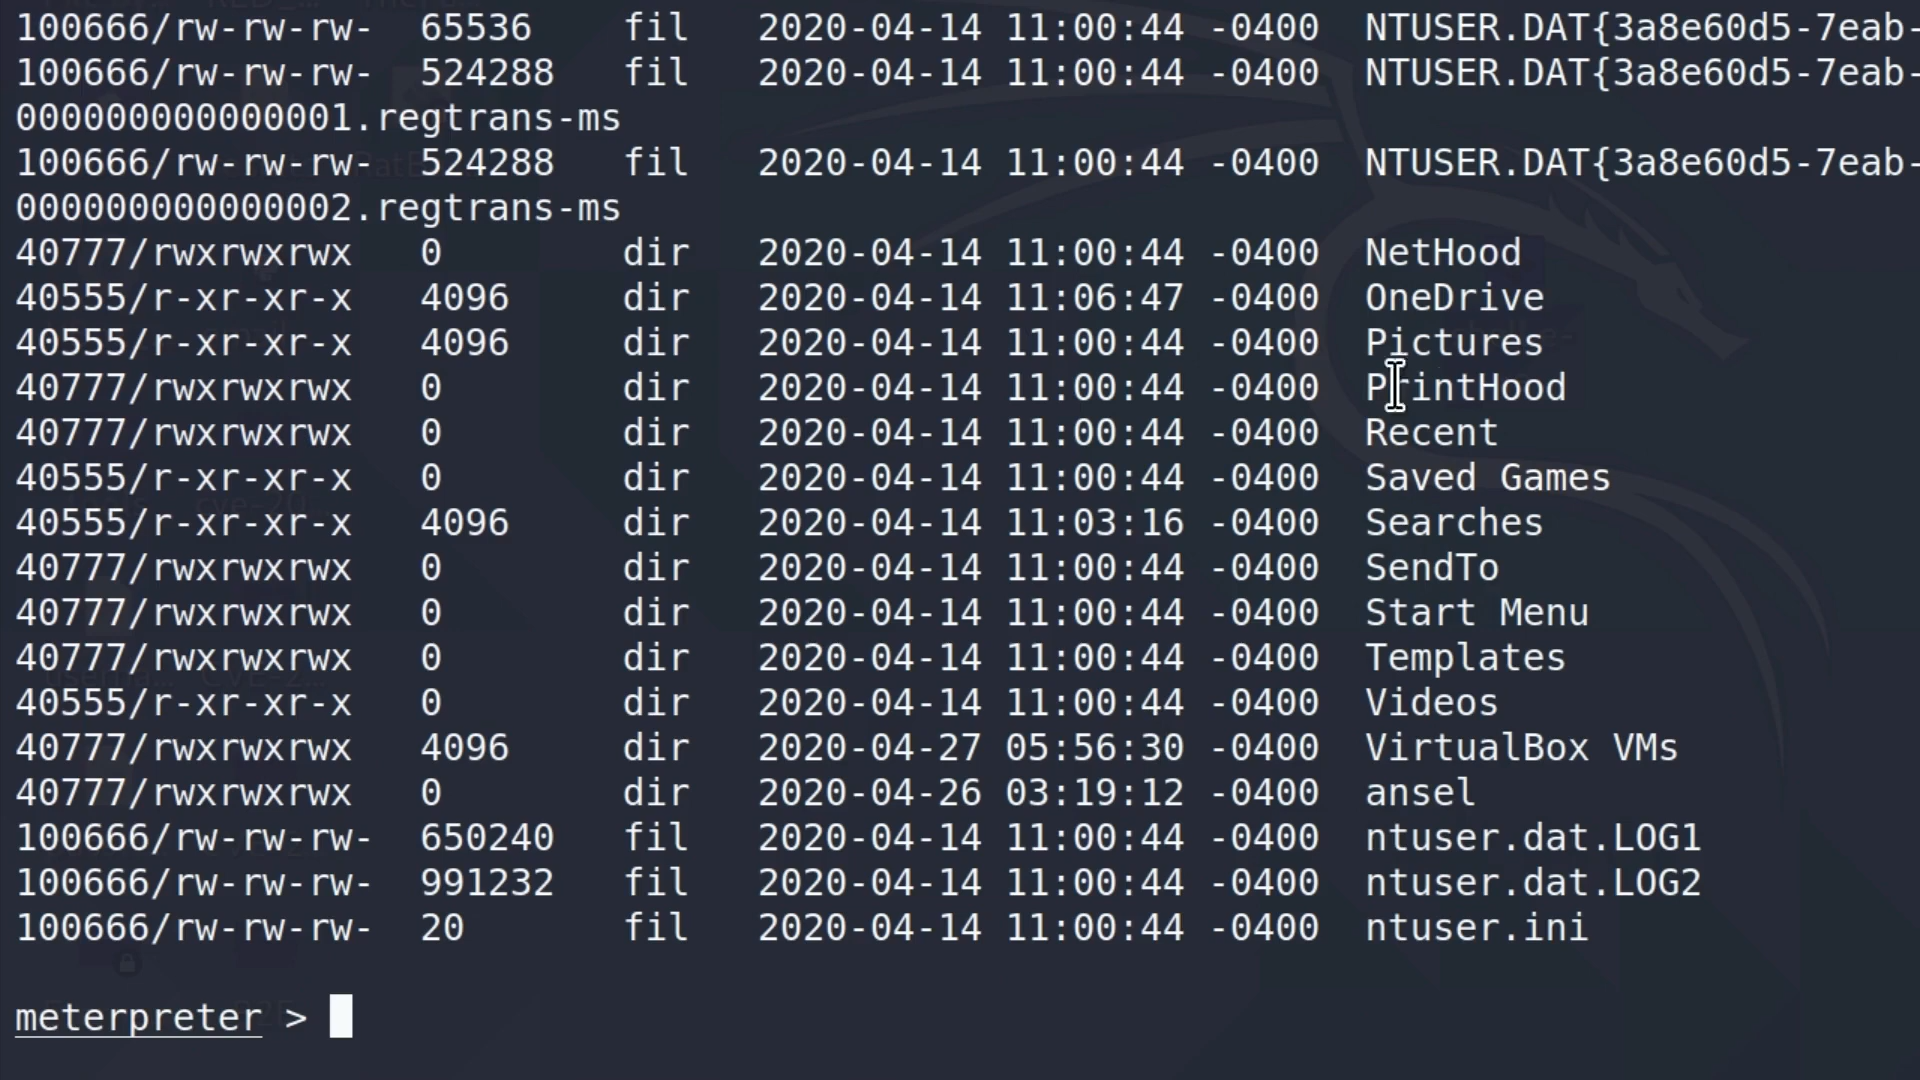 100666/rw-rw-rw-  65536    fil   2020-04-14 11:00:44 -0400  NTUSER.DAT{3a8e60d5-7eab-
100666/rw-rw-rw-  524288   fil   2020-04-14 11:00:44 -0400  NTUSER.DAT{3a8e60d5-7eab-
000000000000001.regtrans-ms
100666/rw-rw-rw-  524288   fil   2020-04-14 11:00:44 -0400  NTUSER.DAT{3a8e60d5-7eab-
000000000000002.regtrans-ms
40777/rwxrwxrwx   0        dir   2020-04-14 11:00:44 -0400  NetHood
40555/r-xr-xr-x   4096     dir   2020-04-14 11:06:47 -0400  OneDrive
40555/r-xr-xr-x   4096     dir   2020-04-14 11:00:44 -0400  Pictures
40777/rwxrwxrwx   0        dir   2020-04-14 11:00:44 -0400  PrintHood
40777/rwxrwxrwx   0        dir   2020-04-14 11:00:44 -0400  Recent
40555/r-xr-xr-x   0        dir   2020-04-14 11:00:44 -0400  Saved Games
40555/r-xr-xr-x   4096     dir   2020-04-14 11:03:16 -0400  Searches
40777/rwxrwxrwx   0        dir   2020-04-14 11:00:44 -0400  SendTo
40777/rwxrwxrwx   0        dir   2020-04-14 11:00:44 -0400  Start Menu
40777/rwxrwxrwx   0        dir   2020-04-14 11:00:44 -0400  Templates
40555/r-xr-xr-x   0        dir   2020-04-14 11:00:44 -0400  Videos
40777/rwxrwxrwx   4096     dir   2020-04-27 05:56:30 -0400  VirtualBox VMs
40777/rwxrwxrwx   0        dir   2020-04-26 03:19:12 -0400  ansel
100666/rw-rw-rw-  650240   fil   2020-04-14 11:00:44 -0400  ntuser.dat.LOG1
100666/rw-rw-rw-  991232   fil   2020-04-14 11:00:44 -0400  ntuser.dat.LOG2
100666/rw-rw-rw-  20       fil   2020-04-14 11:00:44 -0400  ntuser.ini
meterpreter >